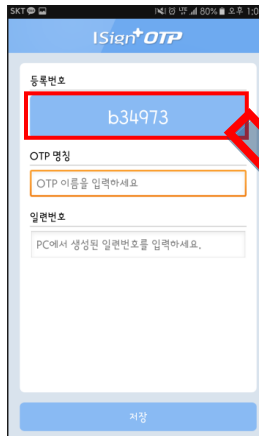 SKT 80% 오후 1:0
ISign+OTP
등록번호
b34973
OTP 명칭
OTP 이름을 입력하세요
일련번호
PC에서 생성된 일련번호를 입력하세요.
저장